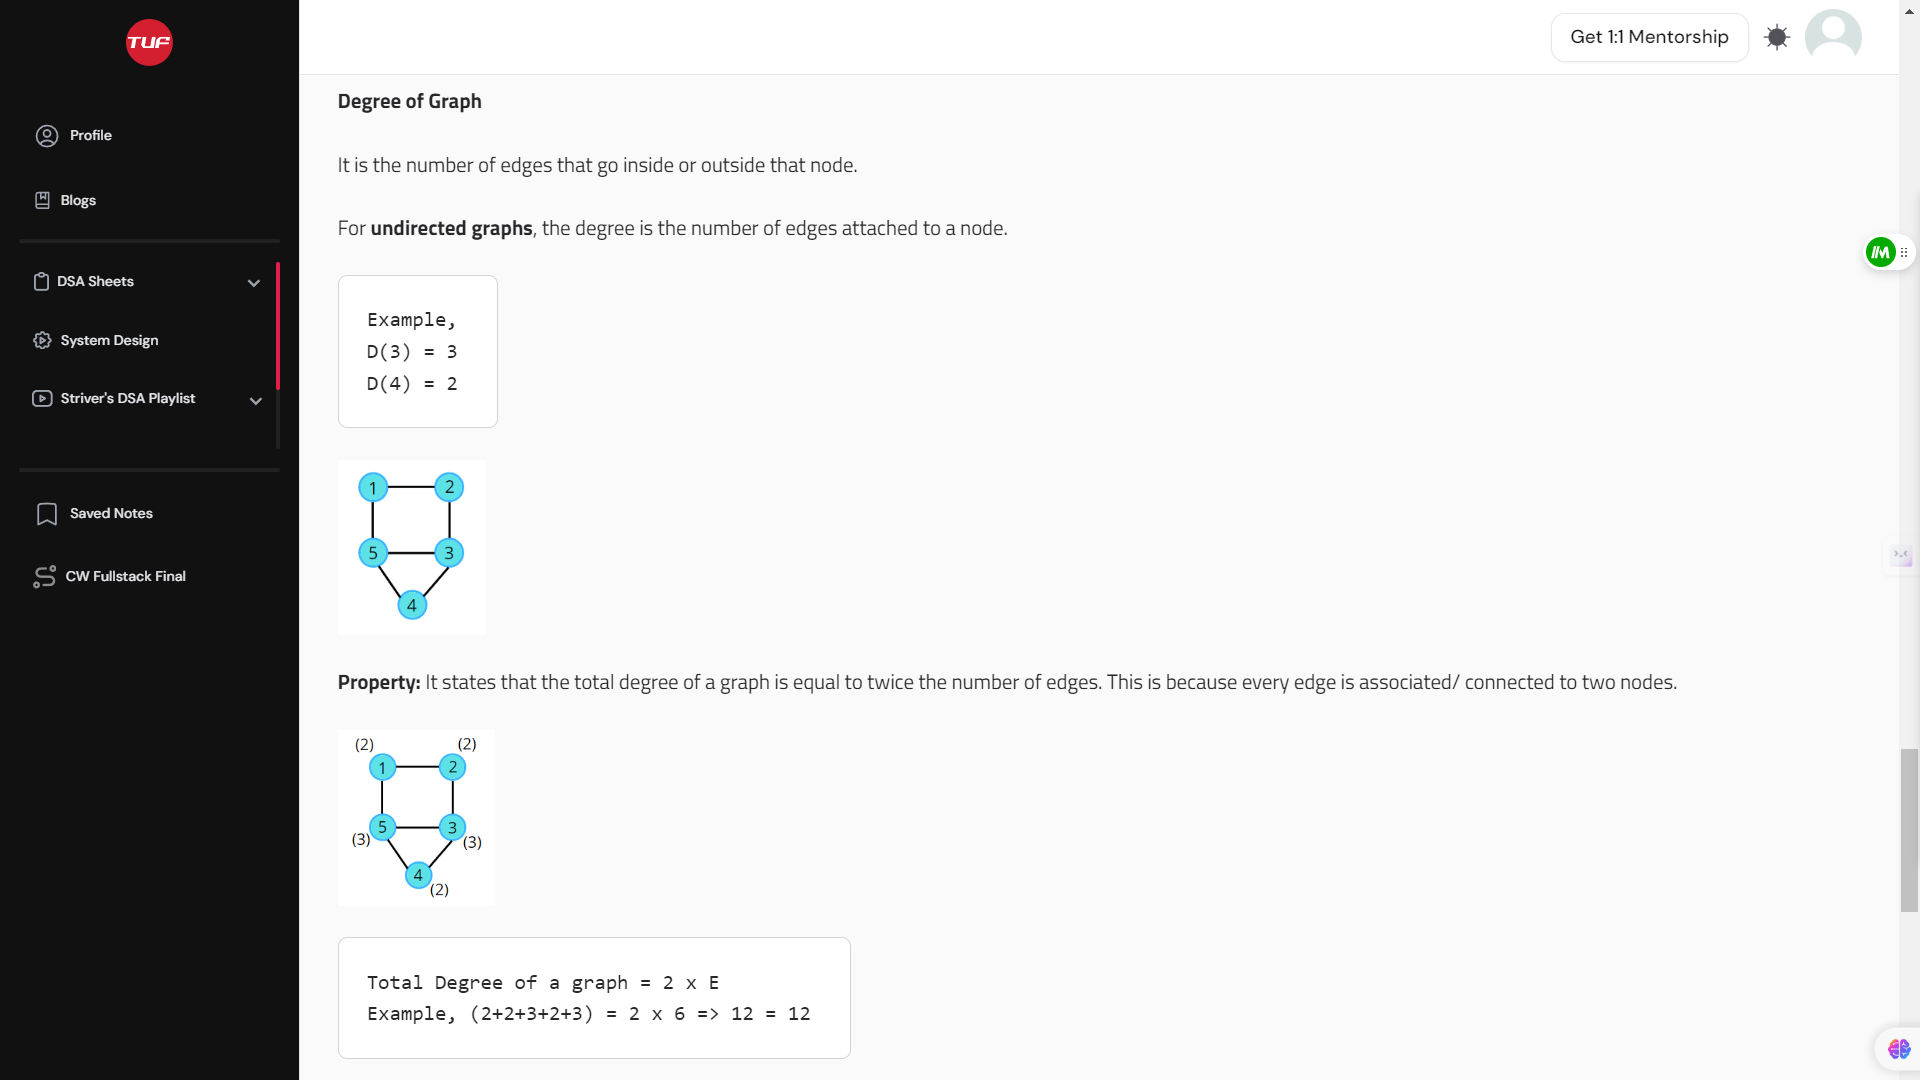 TUF
Get 1:1 Mentorship
Profile
Blogs
DSA Sheets
System Design
Striver's DSA Playlist
Saved Notes
CW Fullstack Final
Degree of Graph
It is the number of edges that go inside or outside that node.
For undirected graphs, the degree is the number of edges attached to a node.
Example,
D(3) = 3
D(4) = 2
1 2
5 3
4
Property: It states that the total degree of a graph is equal to twice the number of edges. This is because every edge is associated/ connected to two nodes.
(2) (2)
1 2
5 3
(3) (3)
4
(2)
Total Degree of a graph = 2 x E
Example, (2+2+3+2+3) = 2 x 6 => 12 = 12